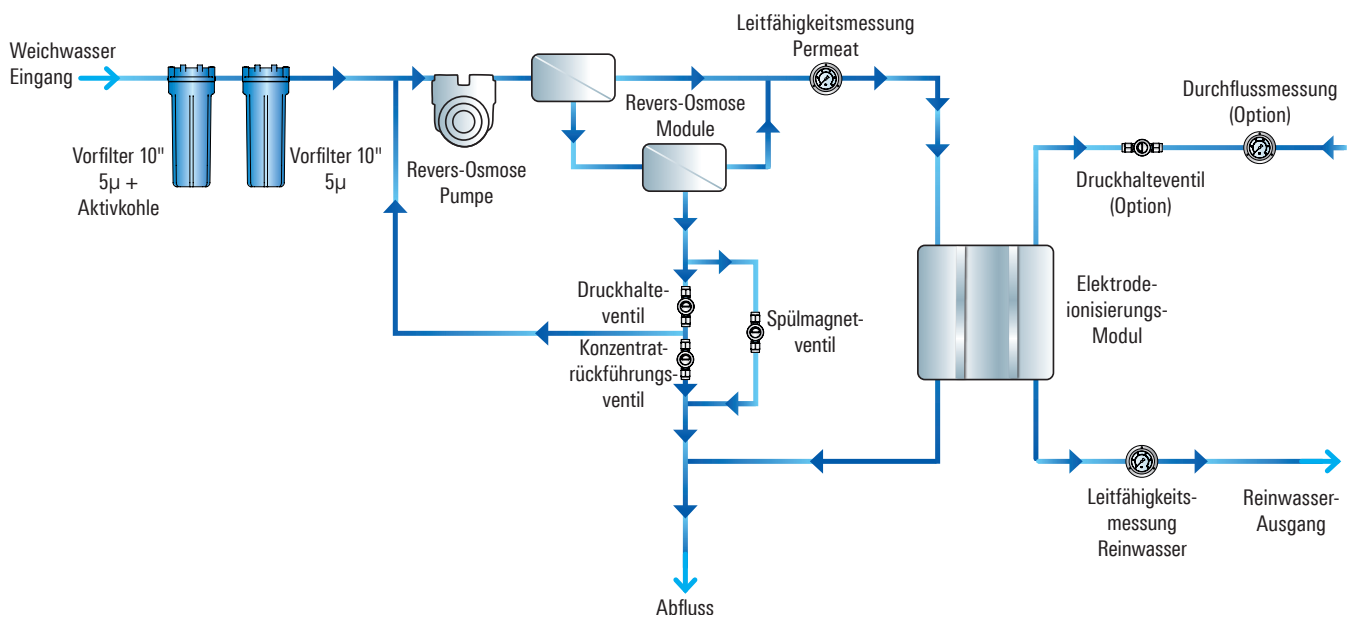 Weichwasser
Eingang
Vorfilter 10"
5µ +
Aktivkohle
Vorfilter 10"
5µ
Revers-Osmose
Pumpe
Revers-Osmose
Module
Leitfähigkeitsmessung
Permeat
Durchflussmessung
(Option)
Druckhalteventil
(Option)
Elektrode-
ionisierungs-
Modul
Druckhalte-
ventil
Spülmagnet-
ventil
Konzentrat-
rückführungs-
ventil
Leitfähigkeits-
messung
Reinwasser
Reinwasser-
Ausgang
Abfluss